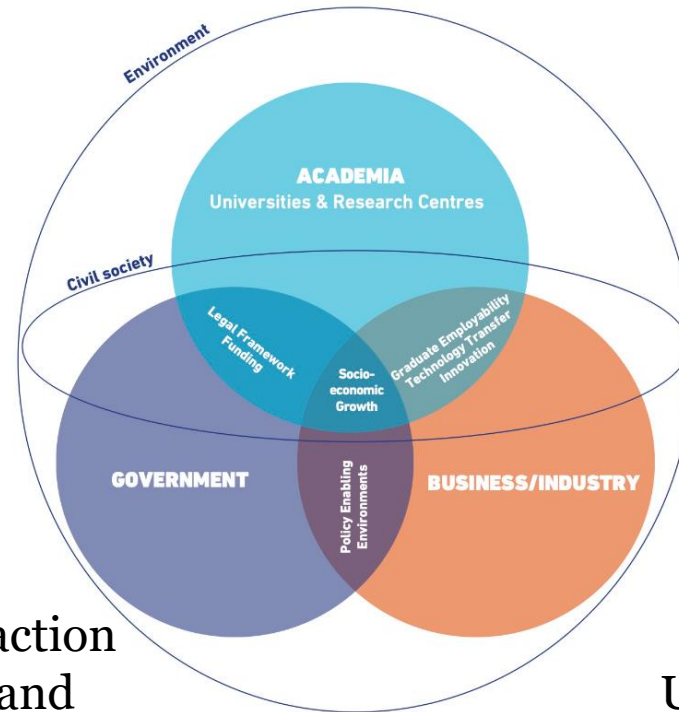 Environment
ACADEMIA
Universities & Research Centres
Civil society
Legal Framework
Funding
Graduate Employability
Technology Transfer
Innovation
Socio-
economic
Growth
GOVERNMENT
BUSINESS/INDUSTRY
Policy Enabling
Environments
action
and
U